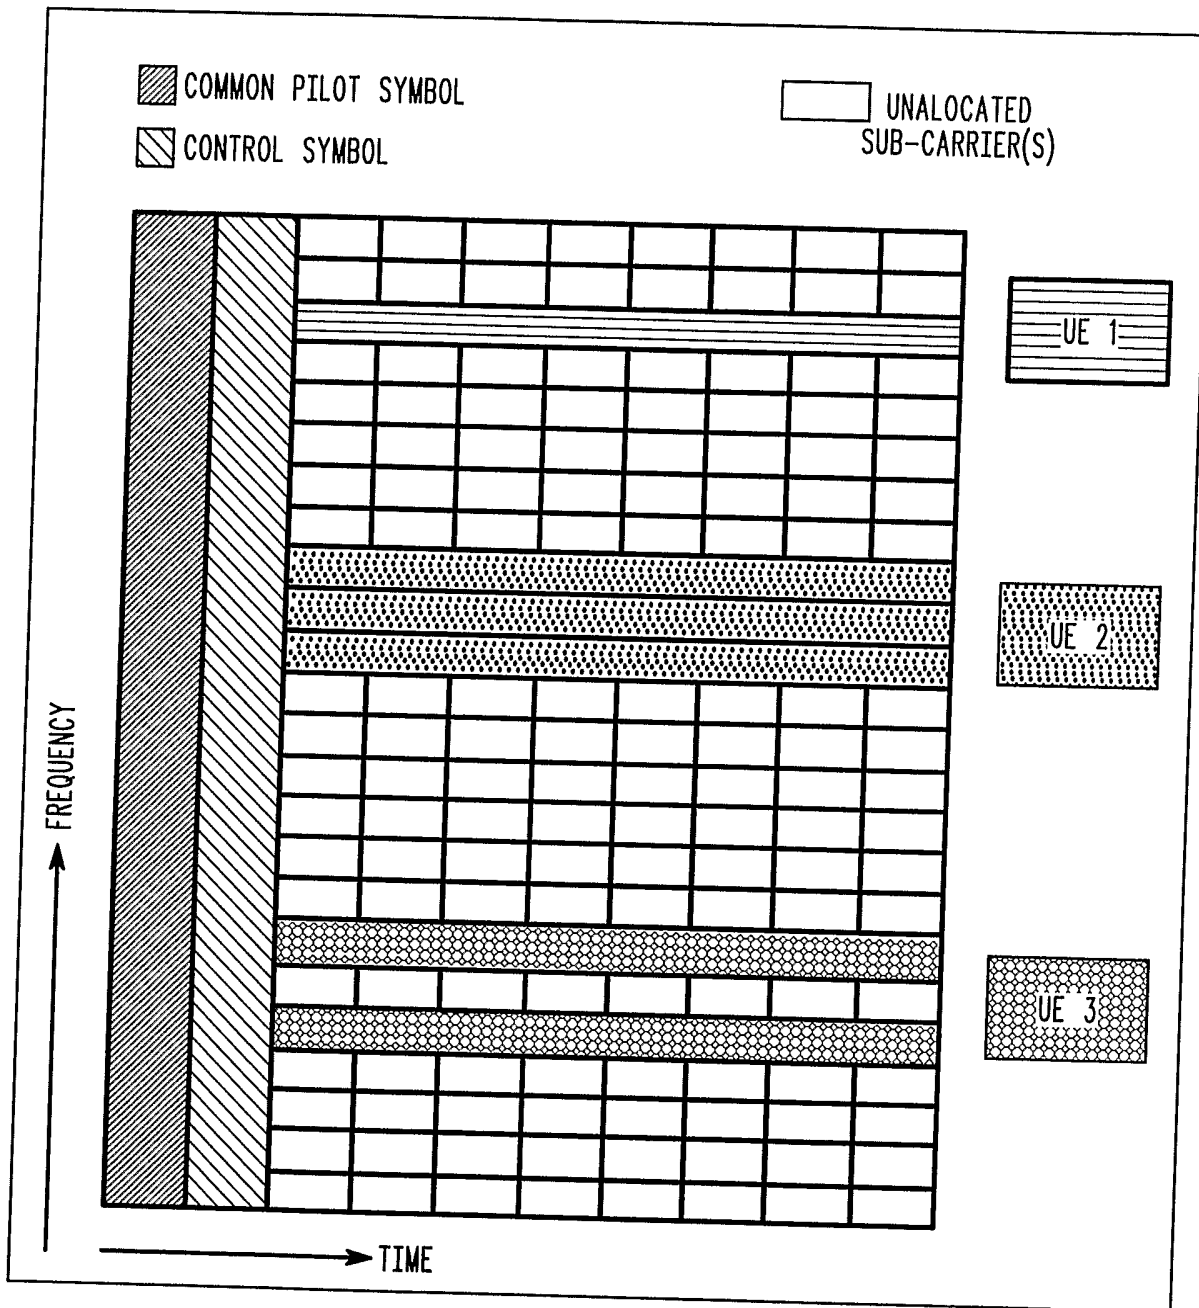 COMMON PILOT SYMBOL
CONTROL SYMBOL
UNALOCATED
SUB-CARRIER(S)
UE 1
UE 2
UE 3
FREQUENCY
TIME